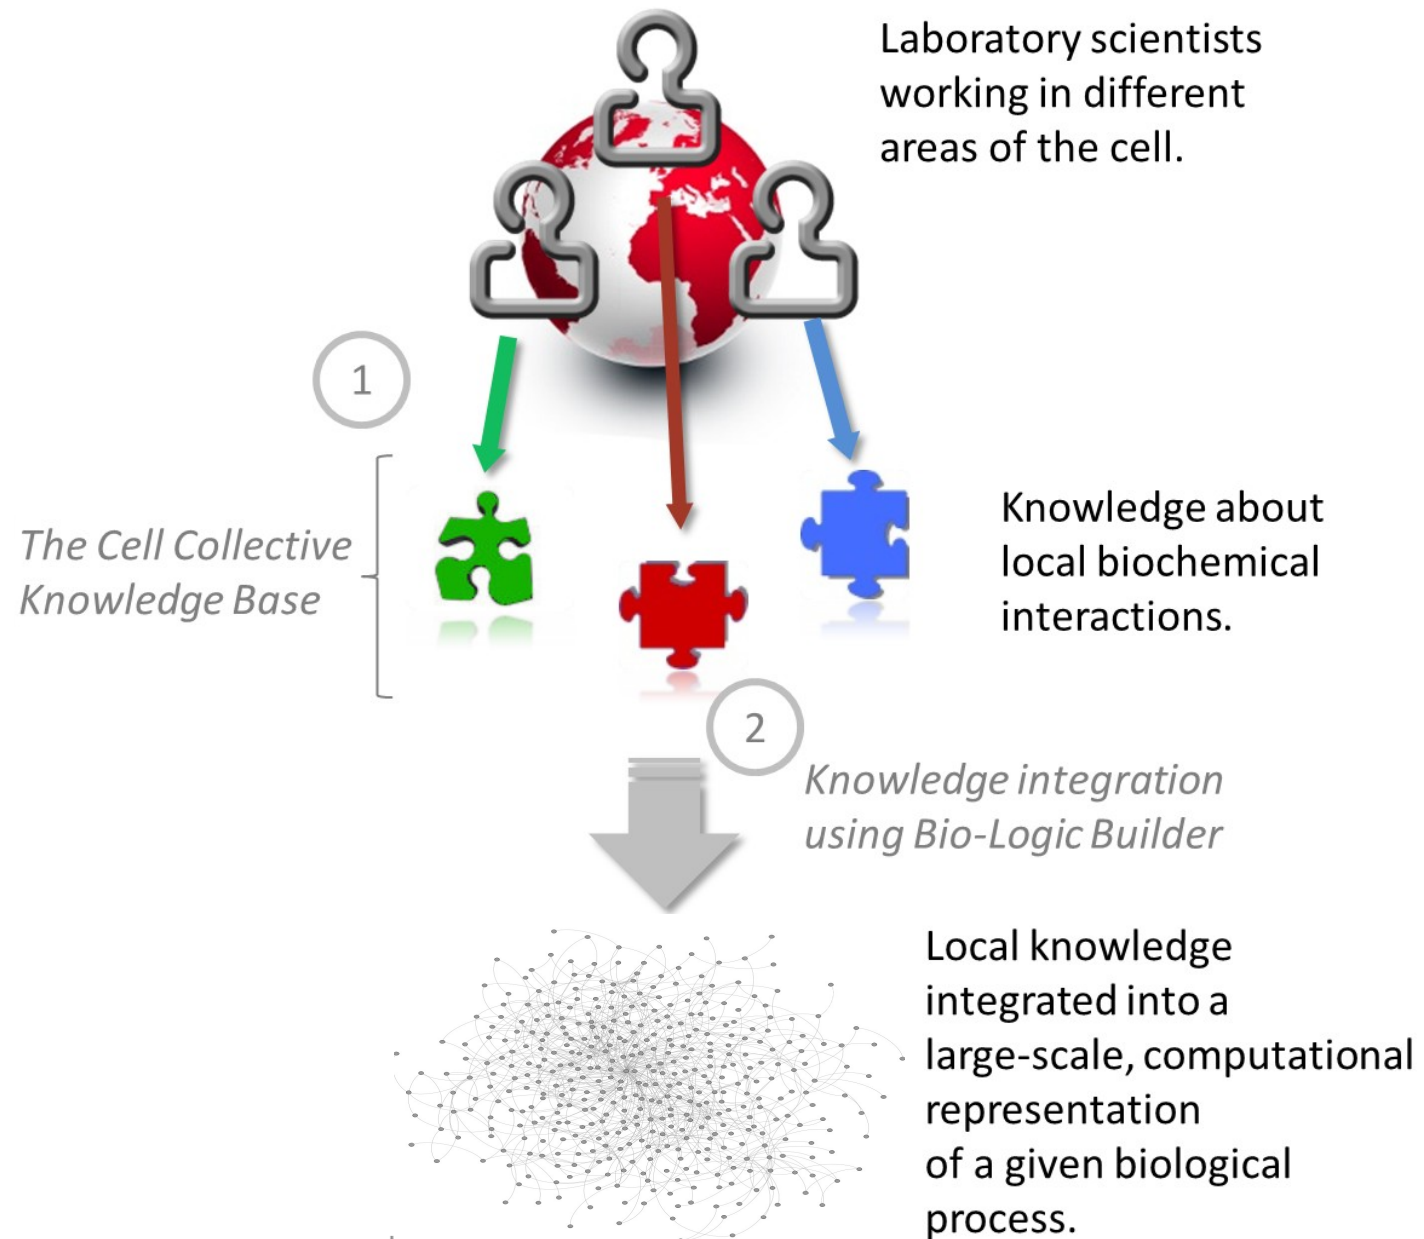 Laboratory scientists
working in different
areas of the cell.
1
The Cell Collective
Knowledge Base
Knowledge about
local biochemical
interactions.
2
Knowledge integration
using Bio-Logic Builder
Local knowledge
integrated into a
large-scale, computational
representation
of a given biological
process.